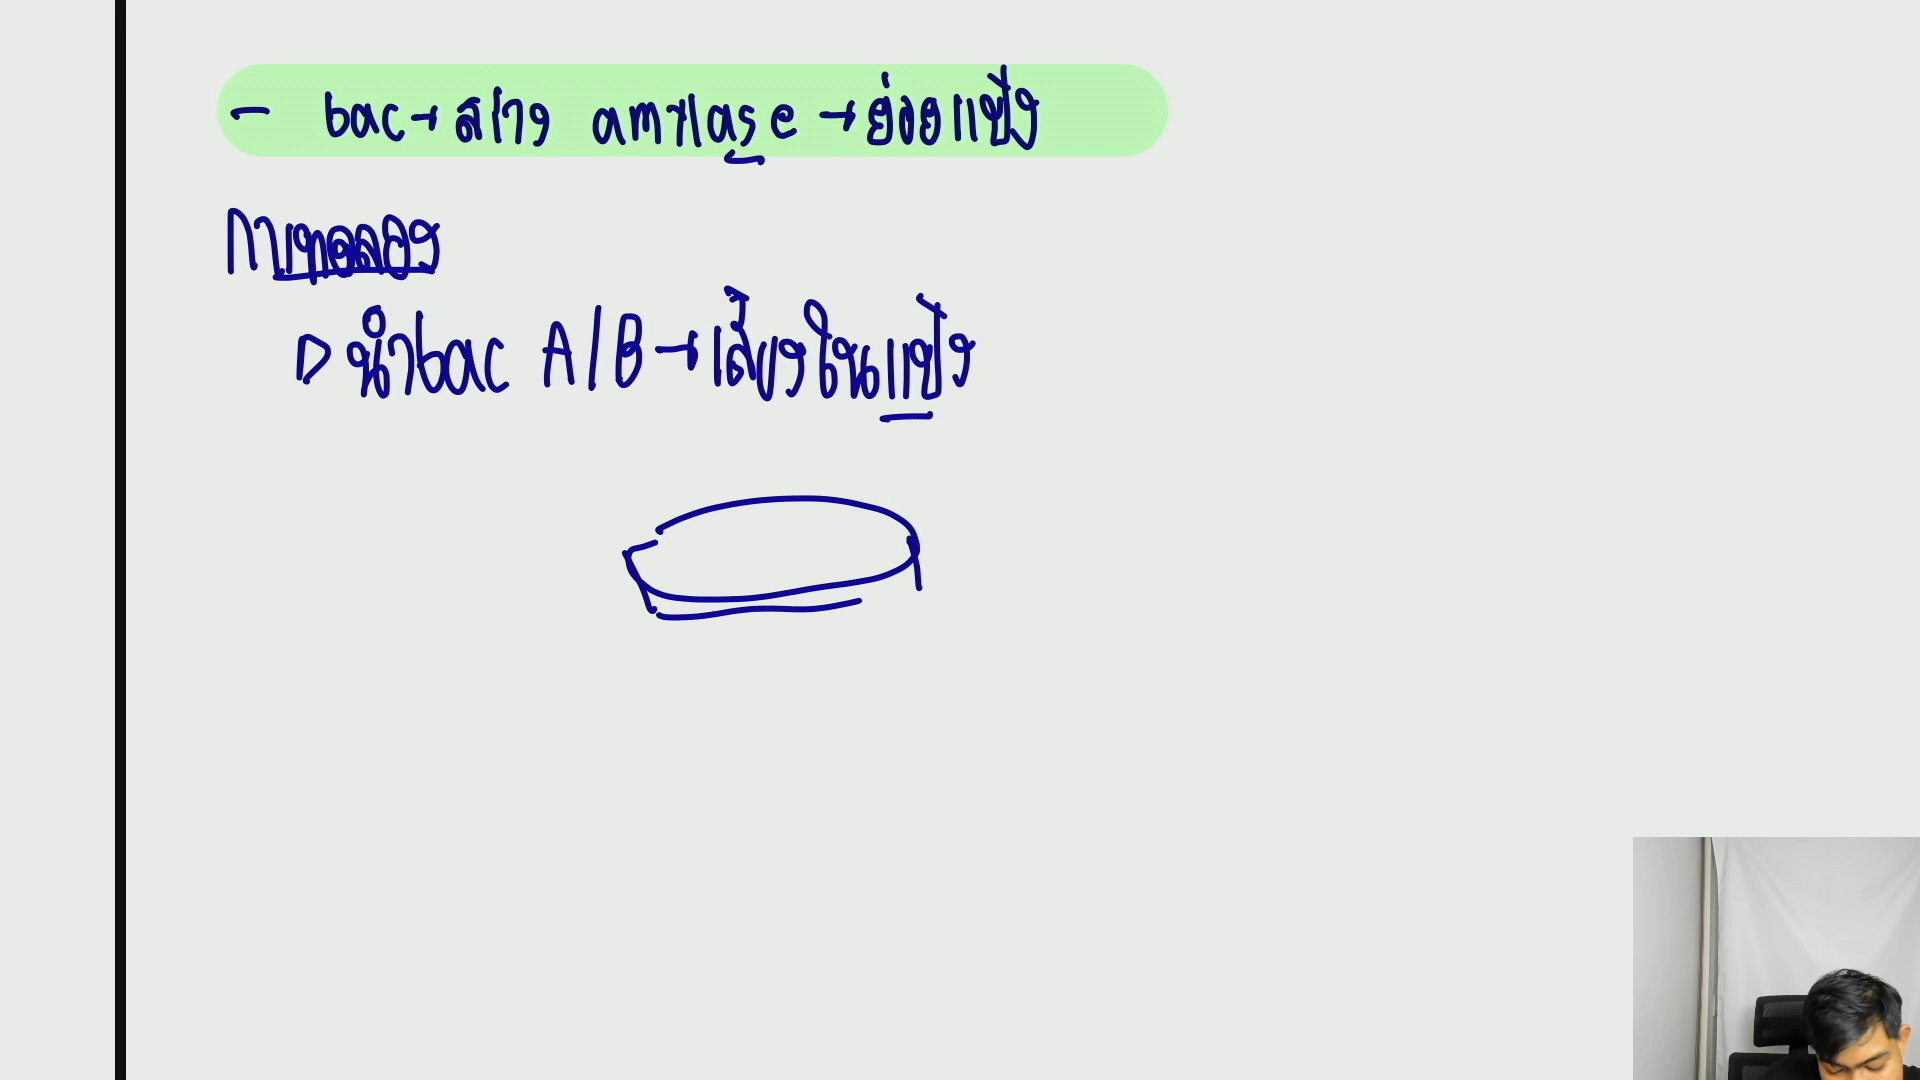 - bac → สร้าง amylase → ย่อยแป้ง
การทดลอง
▷ นำ bac A/B → เลี้ยงในแป้ง